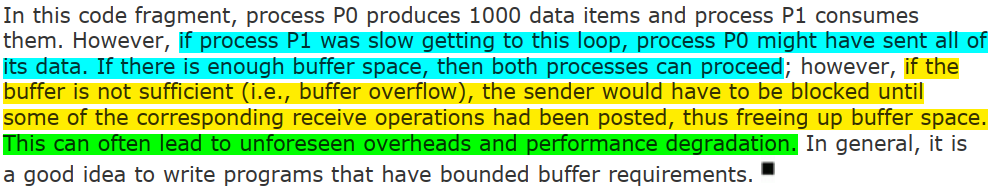 In this code fragment, process P0 produces 1000 data items and process P1 consumes
them. However, if process P1 was slow getting to this loop, process P0 might have sent all of
its data. If there is enough buffer space, then both processes can proceed; however, if the
buffer is not sufficient (i.e., buffer overflow), the sender would have to be blocked until
some of the corresponding receive operations had been posted, thus freeing up buffer space.
This can often lead to unforeseen overheads and performance degradation. In general, it is
a good idea to write programs that have bounded buffer requirements. ■